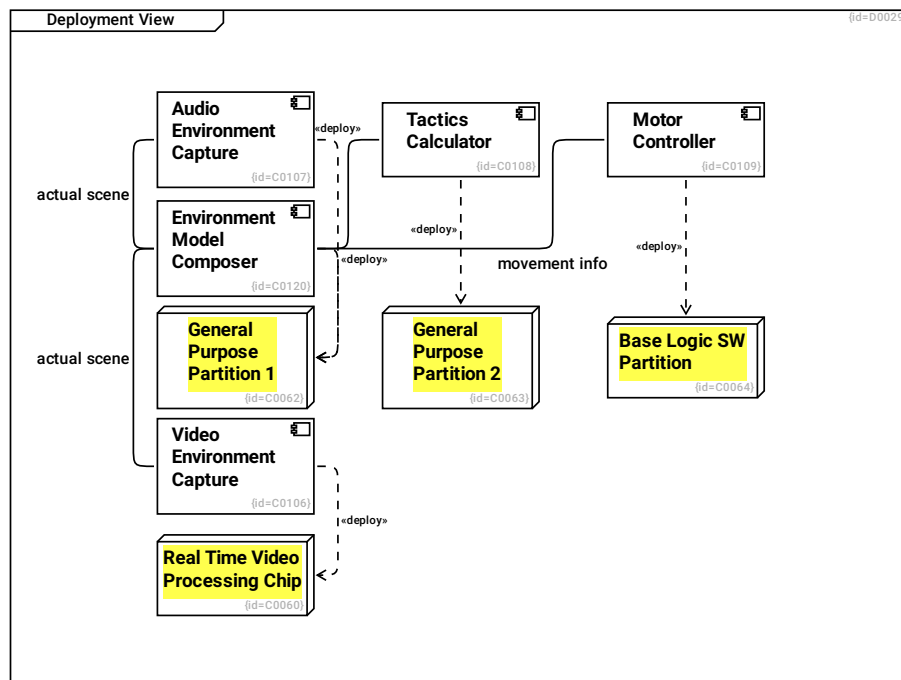 Deployment View
{id=D0029
Audio
Environment
Capture
{id=C0107}
«deploy»
Tactics
Calculator
{id=C0108}
Motor
Controller
{id=C0109}
actual scene
Environment
Model
Composer
{id=C0120}
«deploy»
«deploy»
«deploy»
movement info
General
Purpose
Partition 1
{id=C0062}
General
Purpose
Partition 2
{id=C0063}
Base Logic SW
Partition
{id=C0064}
actual scene
Video
Environment
Capture
{id=C0106}
«deploy»
Real Time Video
Processing Chip
{id=C0060}